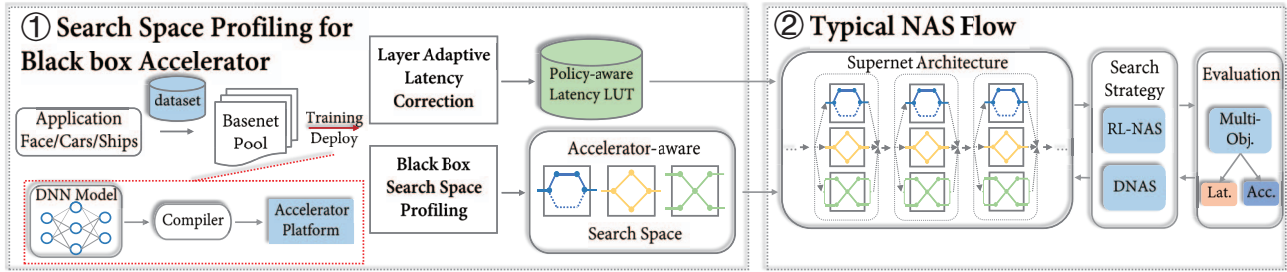 ① Search Space Profiling for
Black box Accelerator
Application
Face/Cars/Ships
dataset
Basenet
Pool
Training
Deploy
DNN Model
Compiler
Accelerator
Platform
Layer Adaptive
Latency
Correction
Policy-aware
Latency LUT
Black Box
Search Space
Profiling
Accelerator-aware
Search Space
② Typical NAS Flow
Supernet Architecture
...
...
Search
Strategy
RL-NAS
DNAS
Evaluation
Multi-
Obj.
Lat.
Acc.